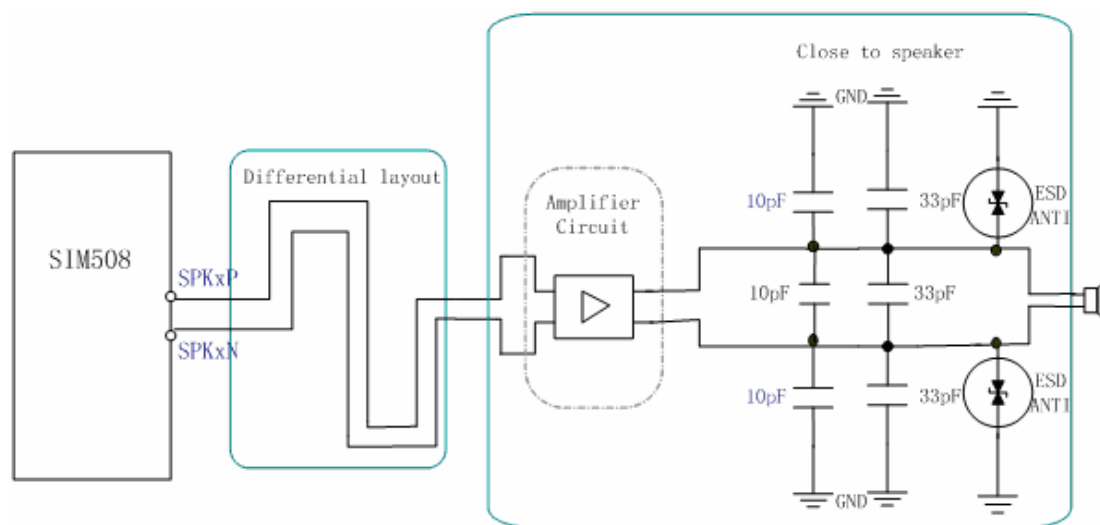 Close to speaker
GND
Differential layout
Amplifier
Circuit
10pF
33pF
ESD
ANTI
SIM508
SPKxP
10pF
33pF
SPKxN
10pF
33pF
ESD
ANTI
GND